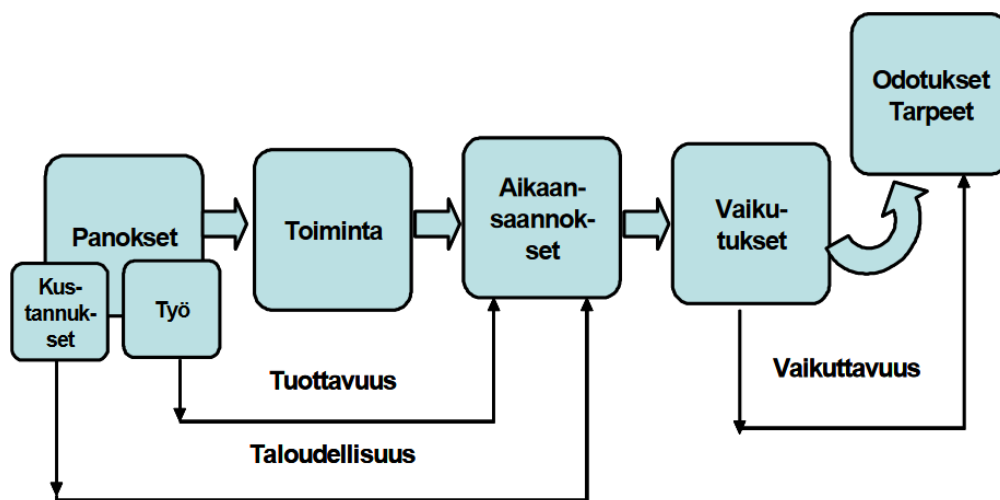 Odotukset
Tarpeet
Panokset
Toiminta
Aikaan-
saannok-
set
Vaiku-
tukset
Kus-
tannuk-
set
Työ
Tuottavuus
Vaikuttavuus
Taloudellisuus